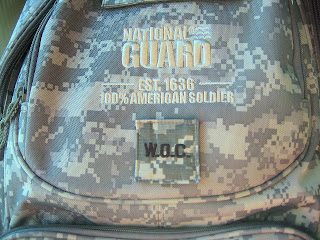 NATIONAL
GUARD
EST. 1636
100% AMERICAN SOLDIER
W.O.C.